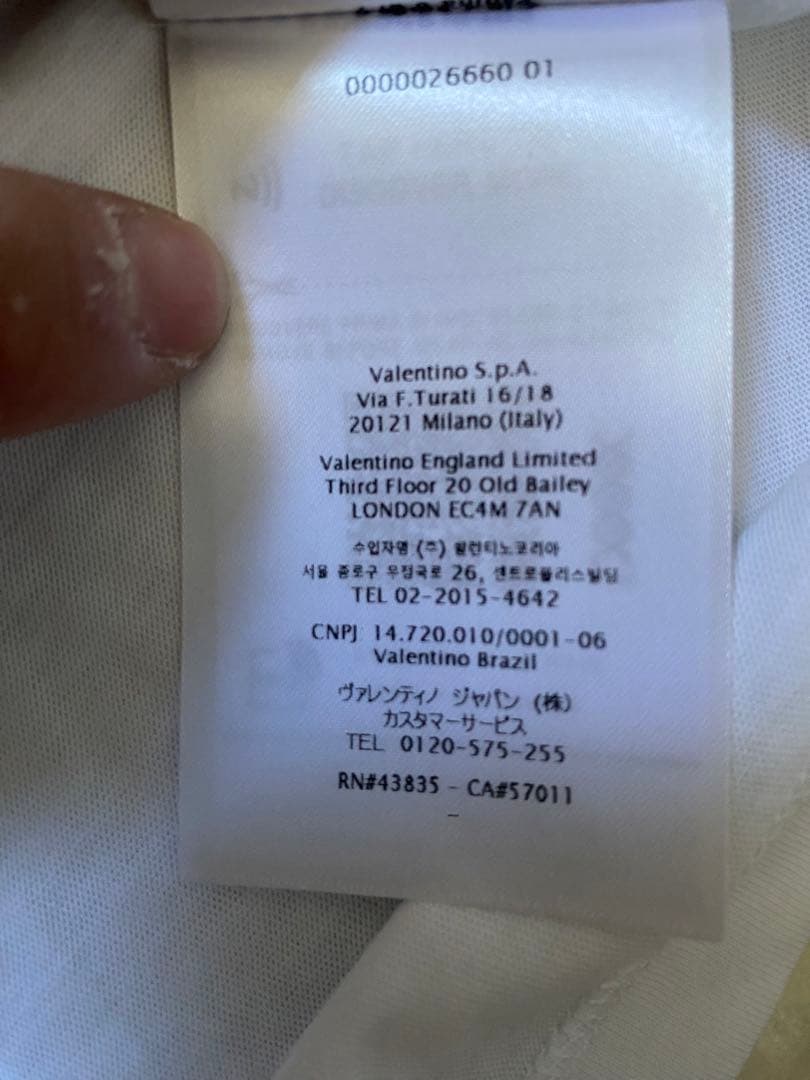 0000026660 01
Valentino S.p.A.
Via F.Turati 16/18
20121 Milano (Italy)
Valentino England Limited
Third Floor 20 Old Bailey
LONDON EC4M 7AN
수입자명 (주) 발렌티노코리아
서울 종로구 우정국로 26, 센트로폴리스빌딩
TEL 02-2015-4642
CNPJ 14.720.010/0001-06
Valentino Brazil
ヴァレンティノ ジャパン (株)
カスタマーサービス
TEL 0120-575-255
RN#43835 - CA#57011
-